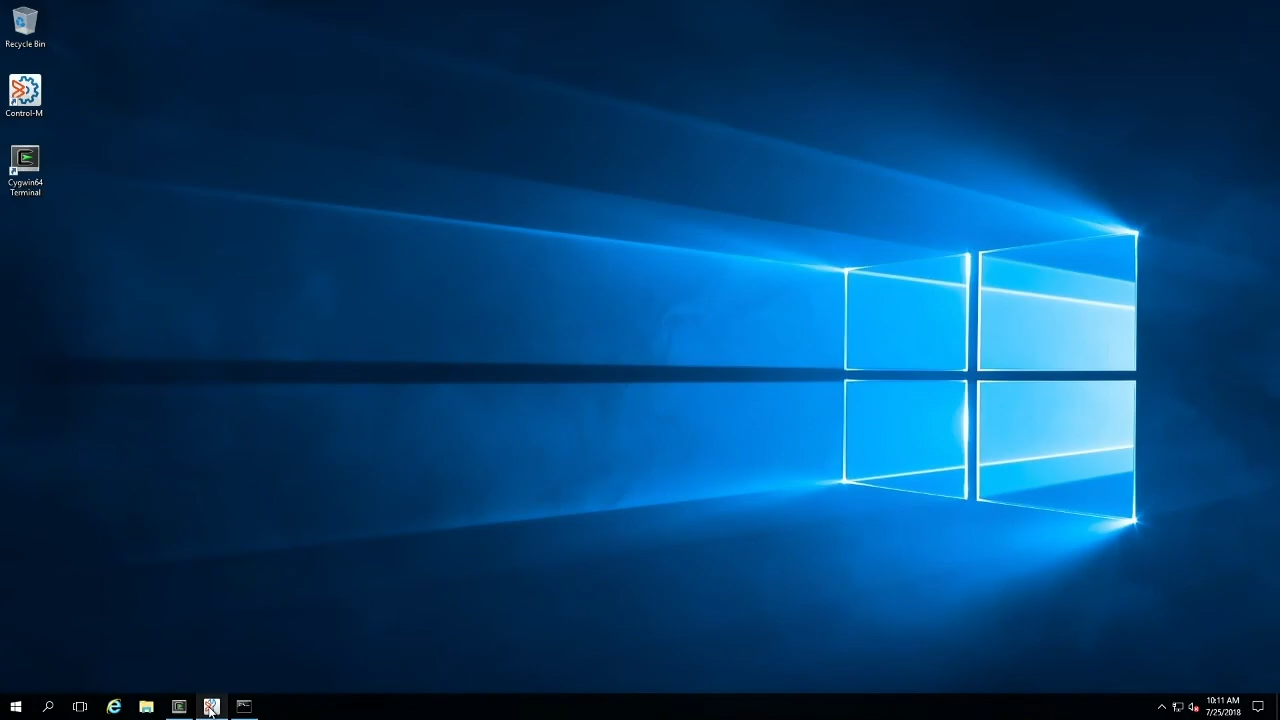 Recycle Bin
Control-M
Cygwin64
Terminal
10:11 AM
7/25/2018